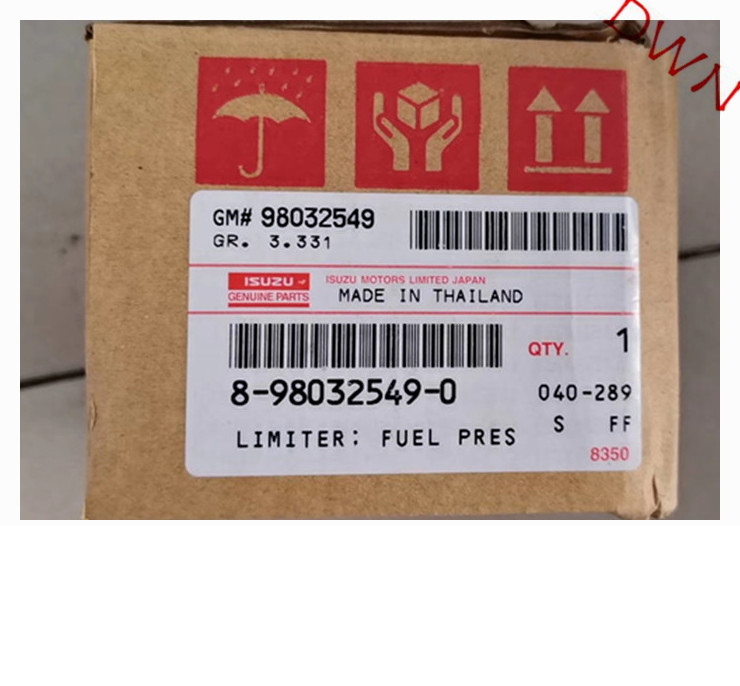 DWN
GM# 98032549
GR. 3.331
ISUZU
GENUINE PARTS
ISUZU MOTORS LIMITED JAPAN
MADE IN THAILAND
QTY. 1
8-98032549-0
040-289
S FF
LIMITER: FUEL PRES
8350